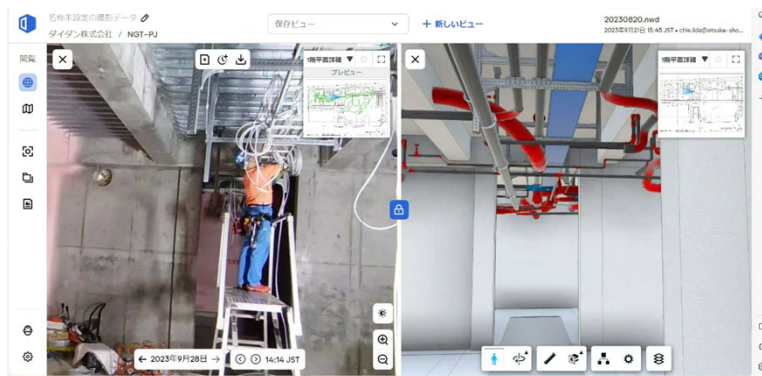 名称未設定の撮影データ
ダイダン株式会社 / NGT-PJ
保存ビュー
+ 新しいビュー
20230820.nwd
2023年9月21日 15:45 JST • chie.iida@otsuka-sho...
閲覧
1階平面詳細 ▼
プレビュー
1階平面詳細 ▼
← 2023年9月28日 →
14:14 JST